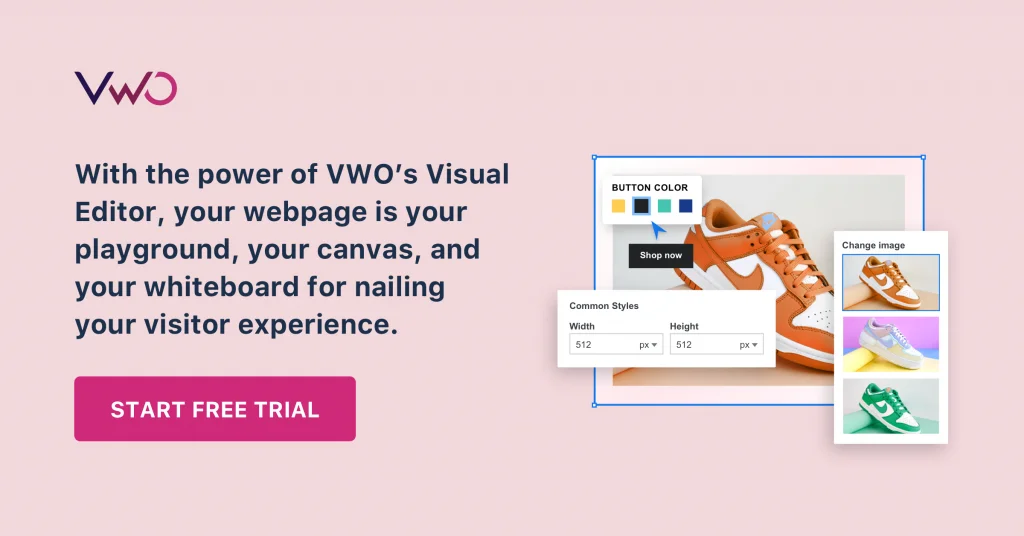 VWO
With the power of VWO’s Visual
Editor, your webpage is your
playground, your canvas, and
your whiteboard for nailing
your visitor experience.
START FREE TRIAL
BUTTON COLOR
Shop now
Common Styles
Width
Height
512
px
512
px
Change image